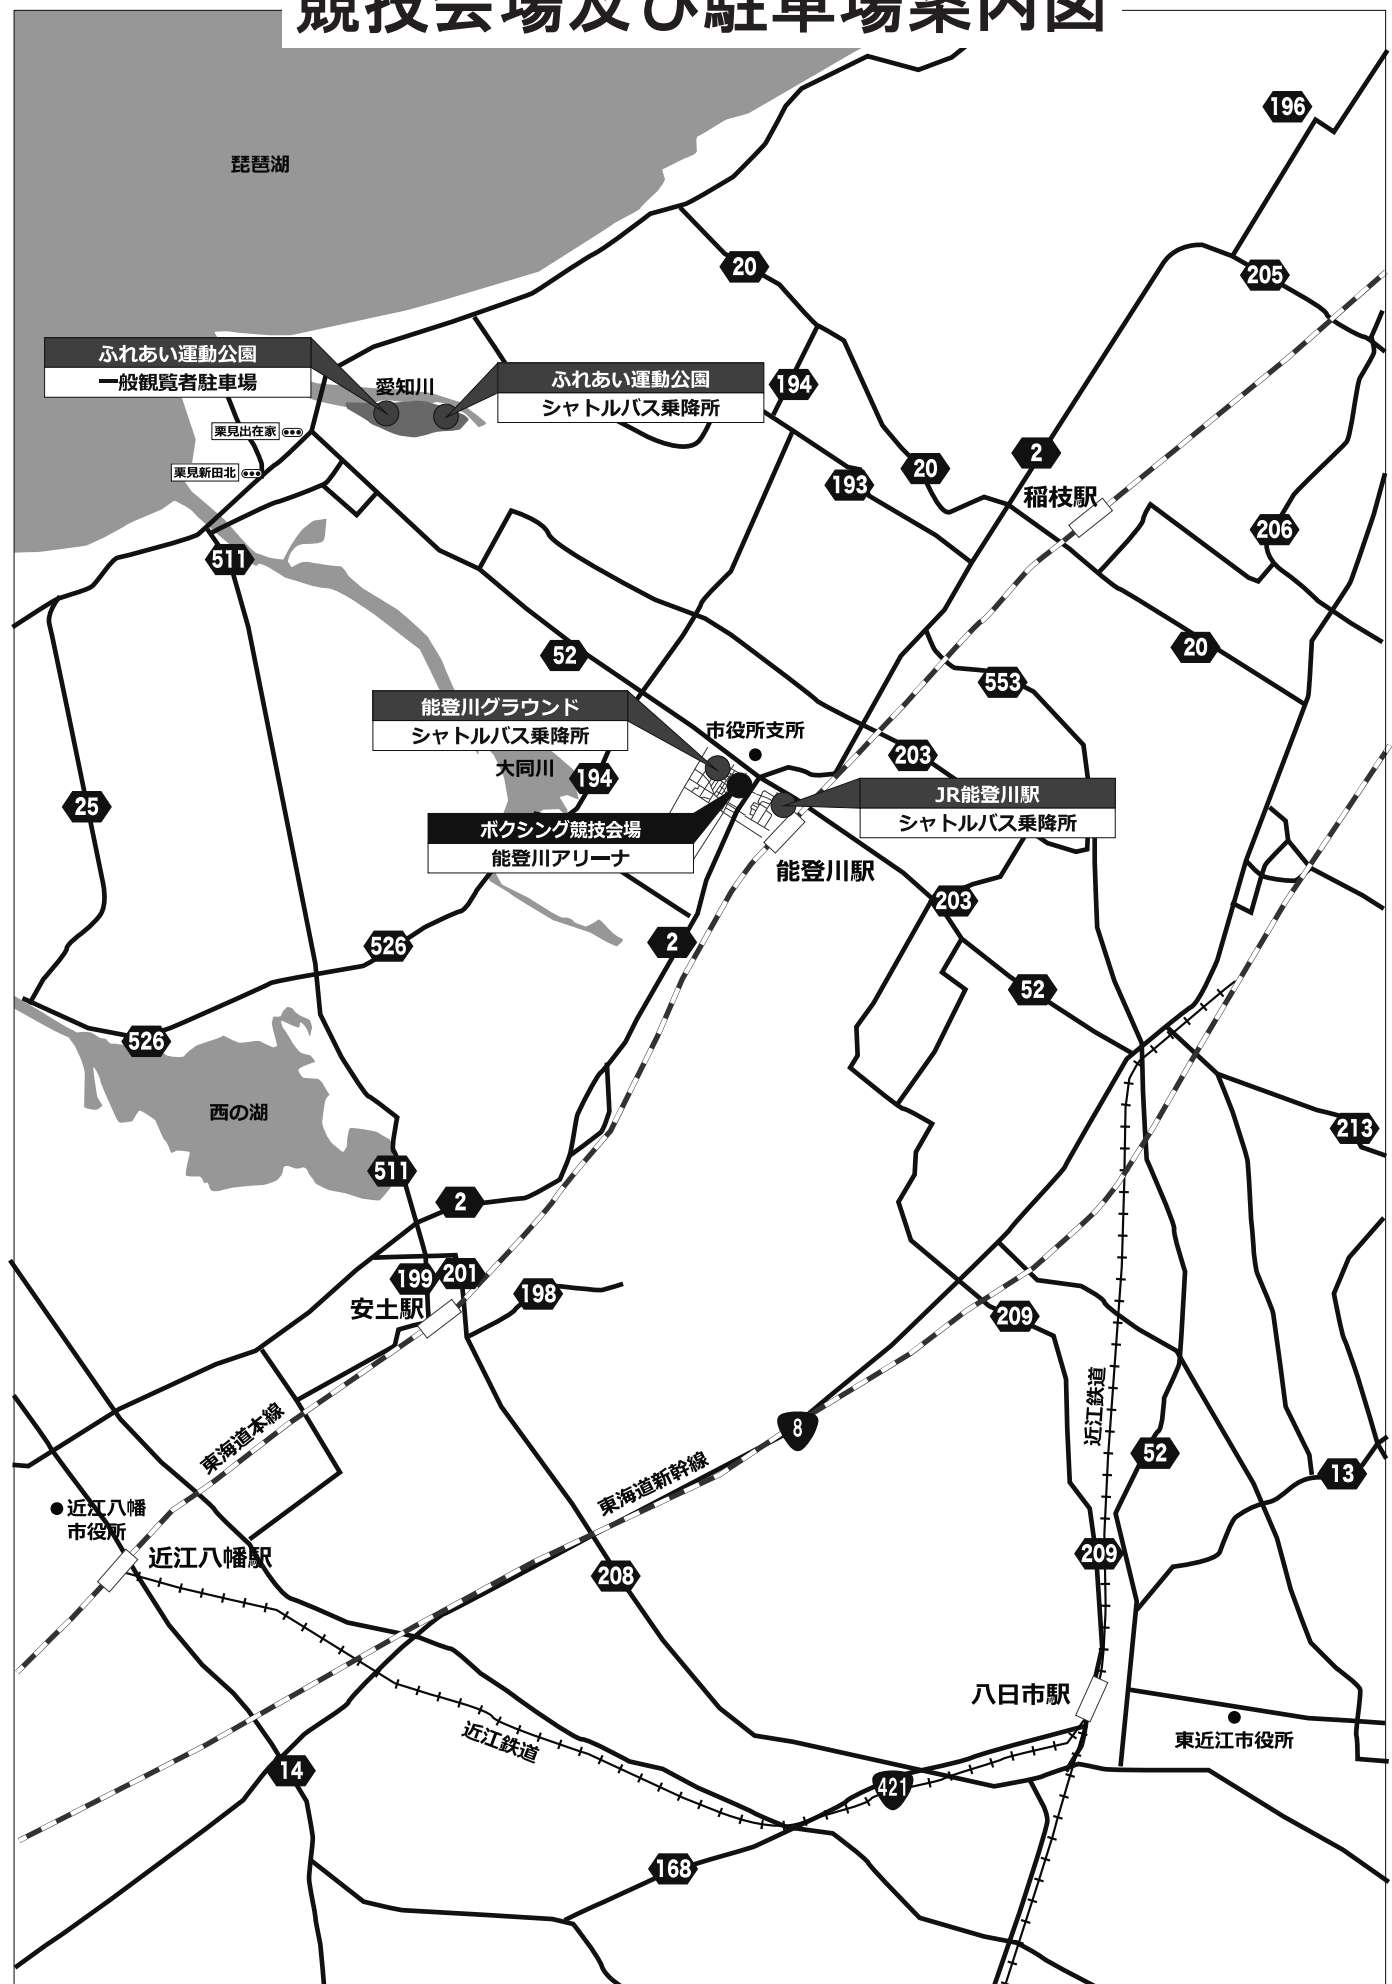 競技会場及び駐車場案内図
196
琵琶湖
20
205
ふれあい運動公園
一般観覧者駐車場
愛知川
ふれあい運動公園
シャトルバス乗降所
194
栗見出在家
栗見新田北
2
20
193
稲枝駅
206
511
52
20
553
能登川グラウンド
シャトルバス乗降所
市役所支所
203
大同川
194
25
JR能登川駅
シャトルバス乗降所
ボクシング競技会場
能登川アリーナ
能登川駅
203
526
2
52
526
西の湖
213
511
2
199
201
198
安土駅
209
近江鉄道
東海道本線
8
52
13
東海道新幹線
近江八幡
市役所
近江八幡駅
209
208
八日市駅
東近江市役所
近江鉄道
14
421
168